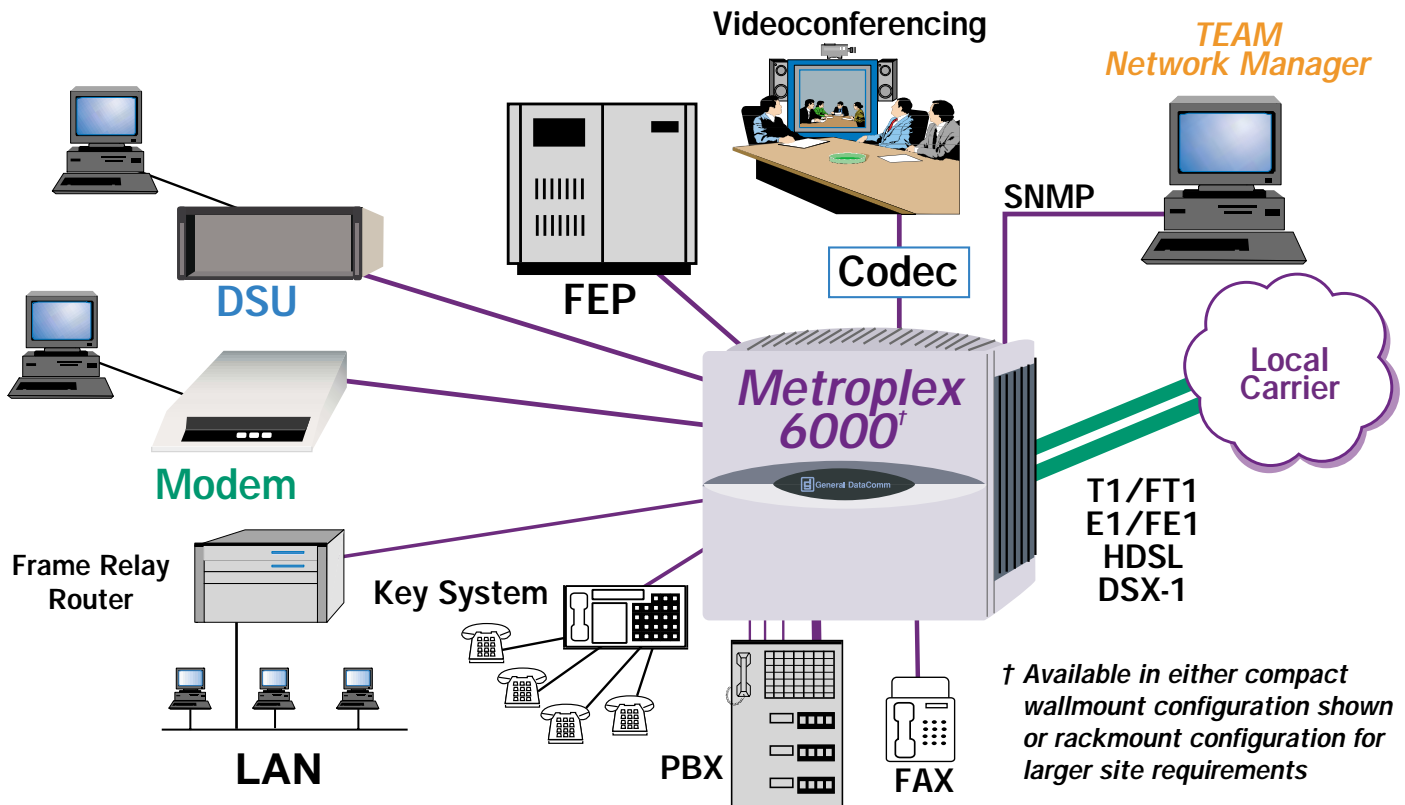 Videoconferencing
TEAM
Network Manager
SNMP
DSU
FEP
Codec
Local
Carrier
Metroplex
6000†
General DataComm
Modem
T1/FT1
E1/FE1
HDSL
DSX-1
Frame Relay
Router
Key System
LAN
PBX
FAX
† Available in either compact
wallmount configuration shown
or rackmount configuration for
larger site requirements